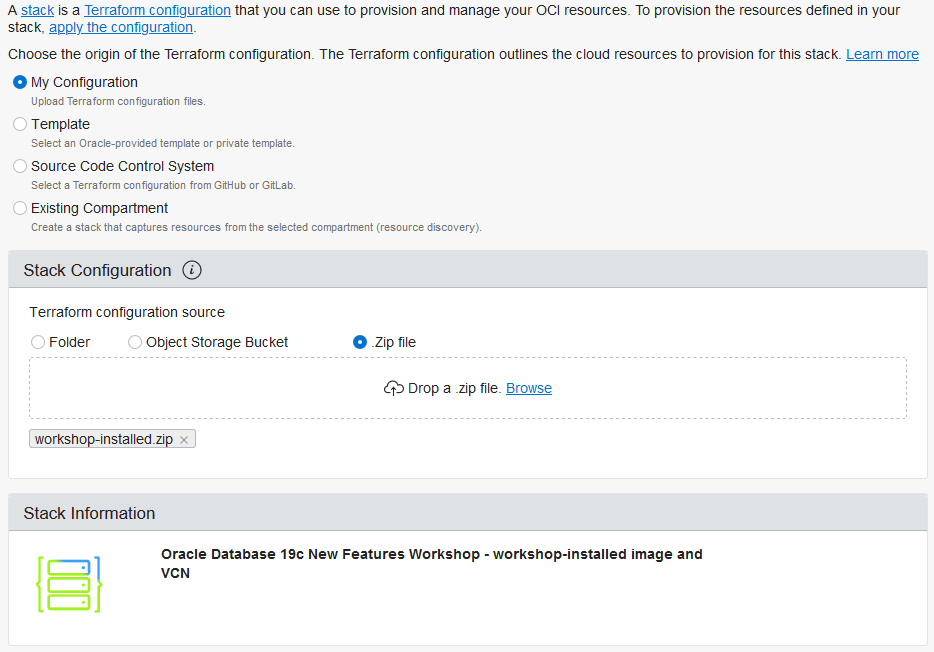 A stack is a Terraform configuration that you can use to provision and manage your OCI resources. To provision the resources defined in your
stack, apply the configuration.
Choose the origin of the Terraform configuration. The Terraform configuration outlines the cloud resources to provision for this stack. Learn more
My Configuration
Upload Terraform configuration files.
Template
Select an Oracle-provided template or private template.
Source Code Control System
Select a Terraform configuration from GitHub or GitLab.
Existing Compartment
Create a stack that captures resources from the selected compartment (resource discovery).
Stack Configuration i
Terraform configuration source
Folder Object Storage Bucket .Zip file
Drop a .zip file. Browse
workshop-installed.zip ×
Stack Information
Oracle Database 19c New Features Workshop - workshop-installed image and
VCN